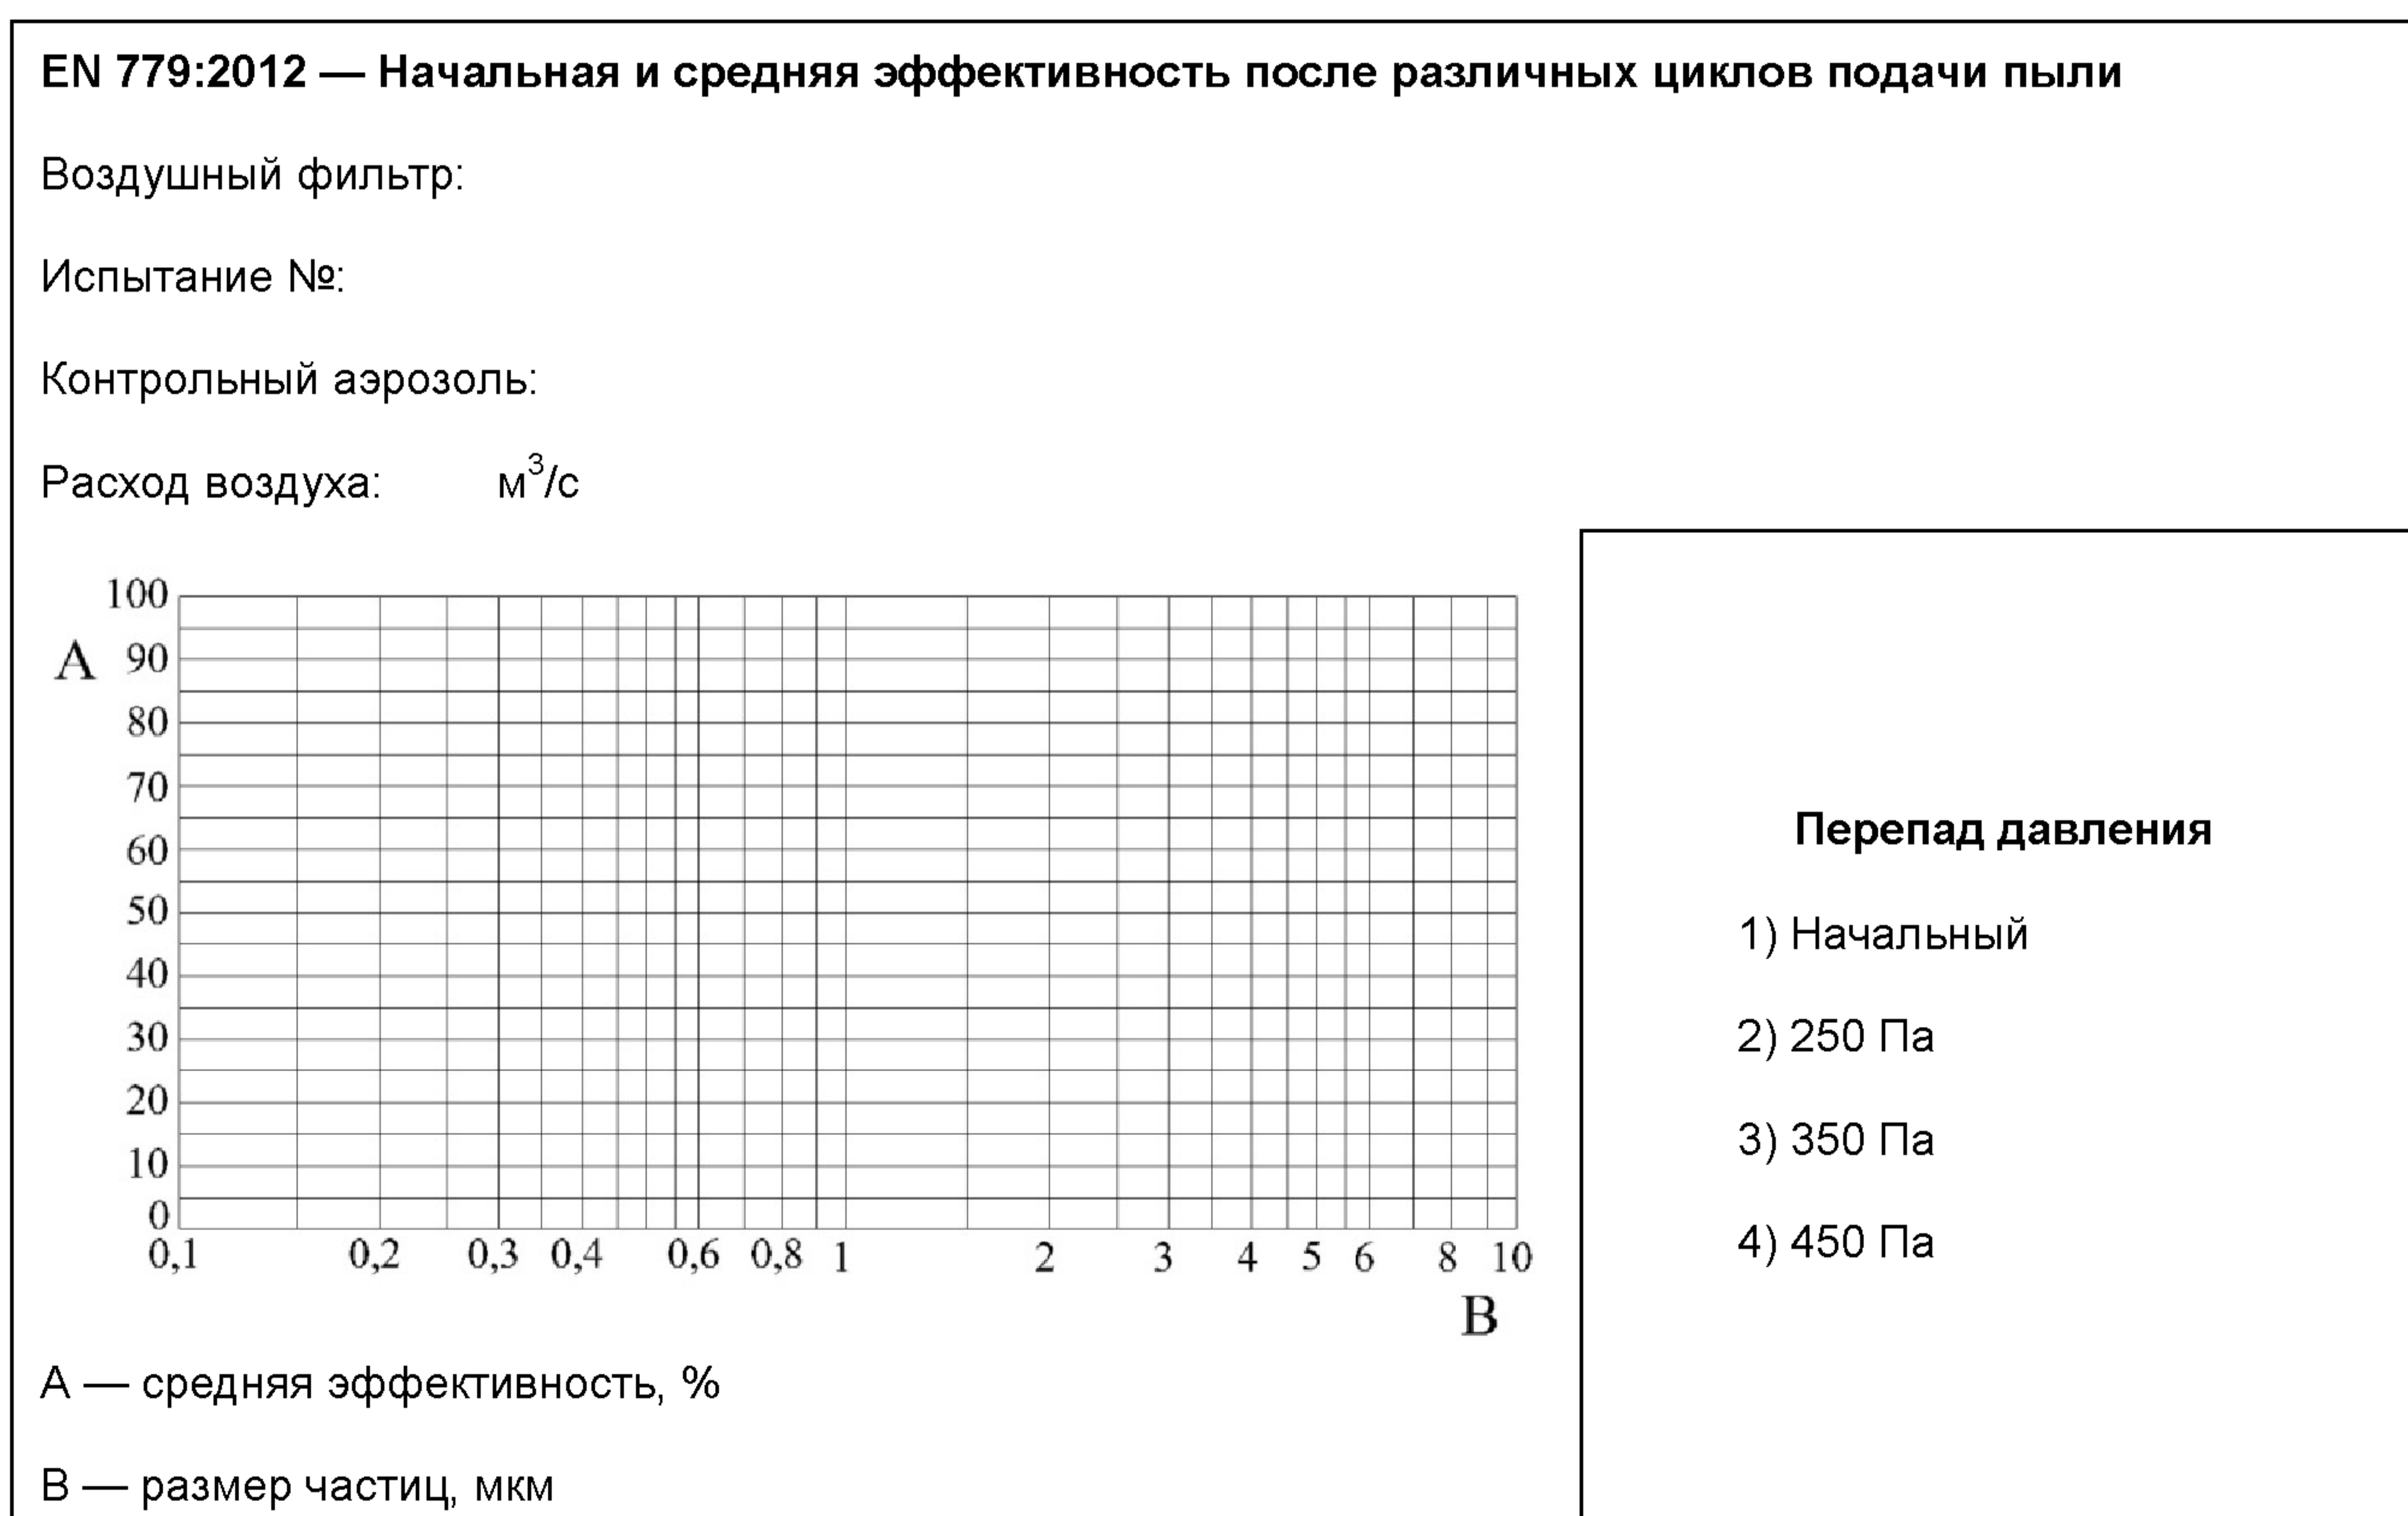 EN 779:2012 — Начальная и средняя эффективность после различных циклов подачи пыли
Воздушный фильтр:
Испытание №:
Контрольный аэрозоль:
Расход воздуха: м³/с
100
A 90
80
70
60
50
40
30
20
10
0
0,1 0,2 0,3 0,4 0,6 0,8 1 2 3 4 5 6 8 10
B
A — средняя эффективность, %
B — размер частиц, мкм
Перепад давления
1) Начальный
2) 250 Па
3) 350 Па
4) 450 Па